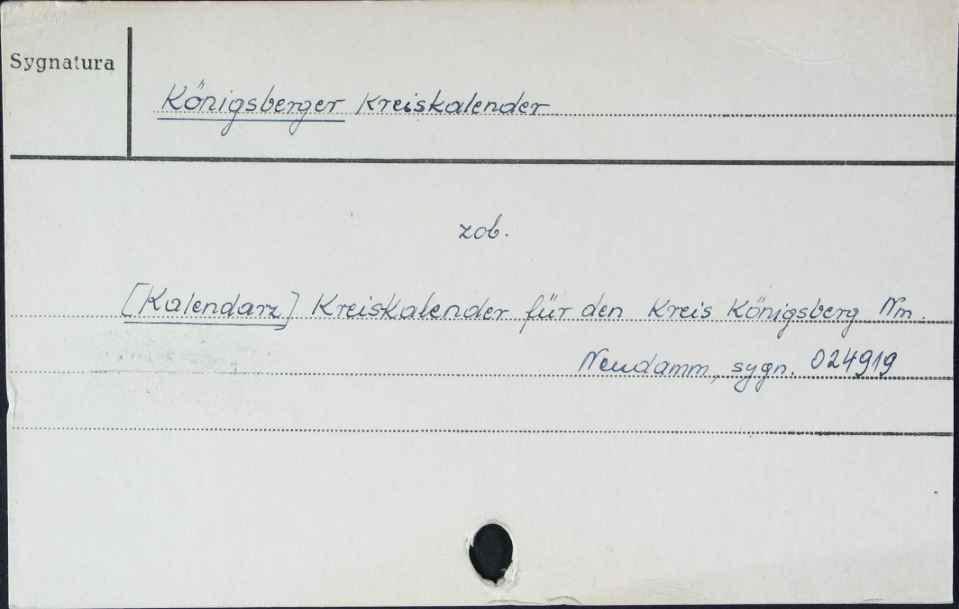 Sygnatura
Königsberger Kreiskalender
zob.
[Kalendarz] Kreiskalender für den Kreis Königsberg Nm.
Neudamm, sygn. 024919